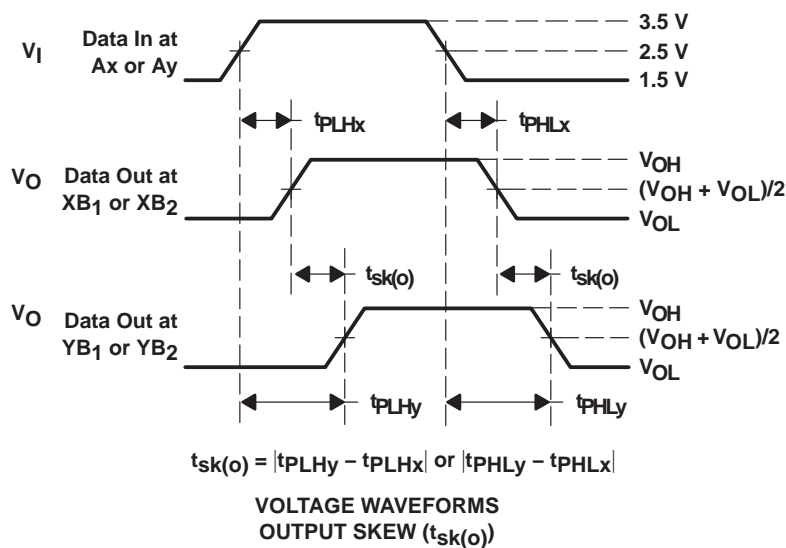 VI
Data In at
Ax or Ay
3.5 V
2.5 V
1.5 V
tPLHx
tPHLx
VO
Data Out at
XB1 or XB2
VOH
(VOH + VOL)/2
VOL
tsk(o)
tsk(o)
VO
Data Out at
YB1 or YB2
VOH
(VOH + VOL)/2
VOL
tPLHy
tPHLy
tsk(o) = |tPLHy – tPLHx| or |tPHLy – tPHLx|
VOLTAGE WAVEFORMS
OUTPUT SKEW (tsk(o))